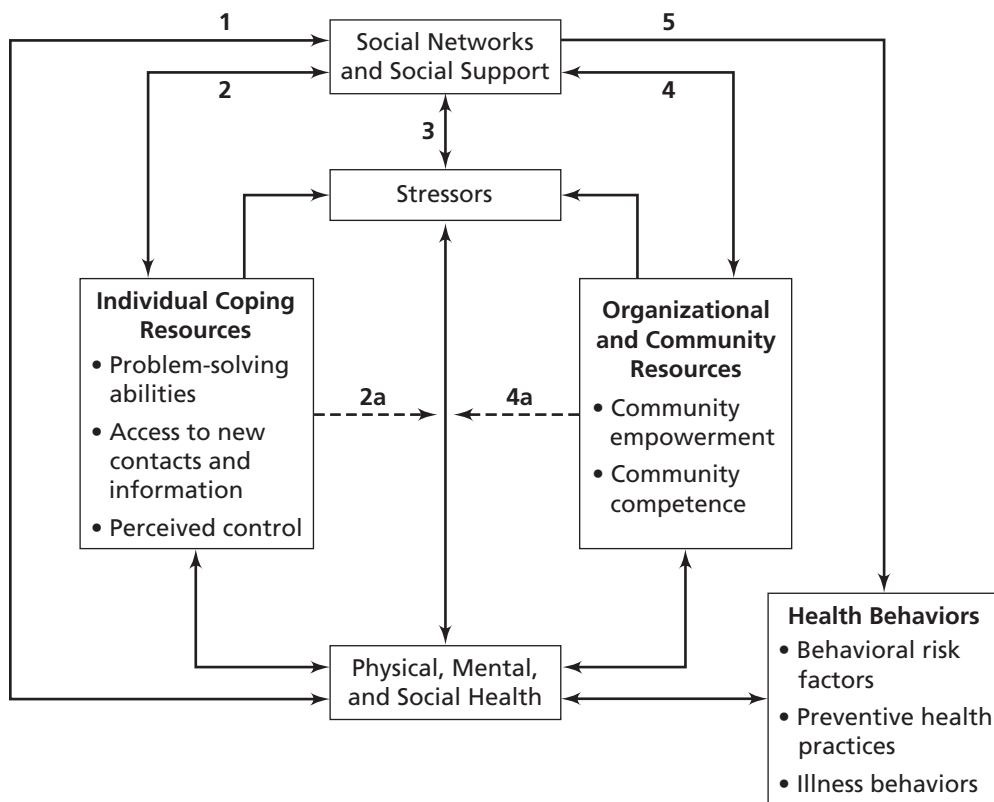 1
5
Social Networks
and Social Support
2
4
3
Stressors
Individual Coping
Resources
• Problem-solving
abilities
• Access to new
contacts and
information
• Perceived control
2a
4a
Organizational
and Community
Resources
• Community
empowerment
• Community
competence
Physical, Mental,
and Social Health
Health Behaviors
• Behavioral risk
factors
• Preventive health
practices
• Illness behaviors